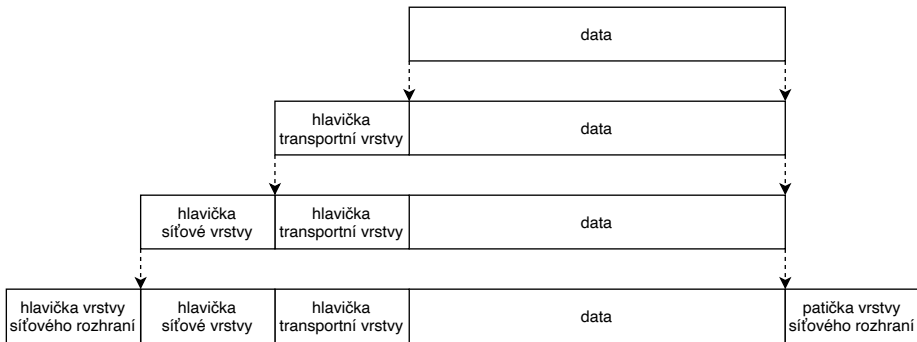 data
hlavička
transportní vrstvy
data
hlavička
síťové vrstvy
hlavička
transportní vrstvy
data
hlavička vrstvy
síťového rozhraní
hlavička
síťové vrstvy
hlavička
transportní vrstvy
data
patička vrstvy
síťového rozhraní